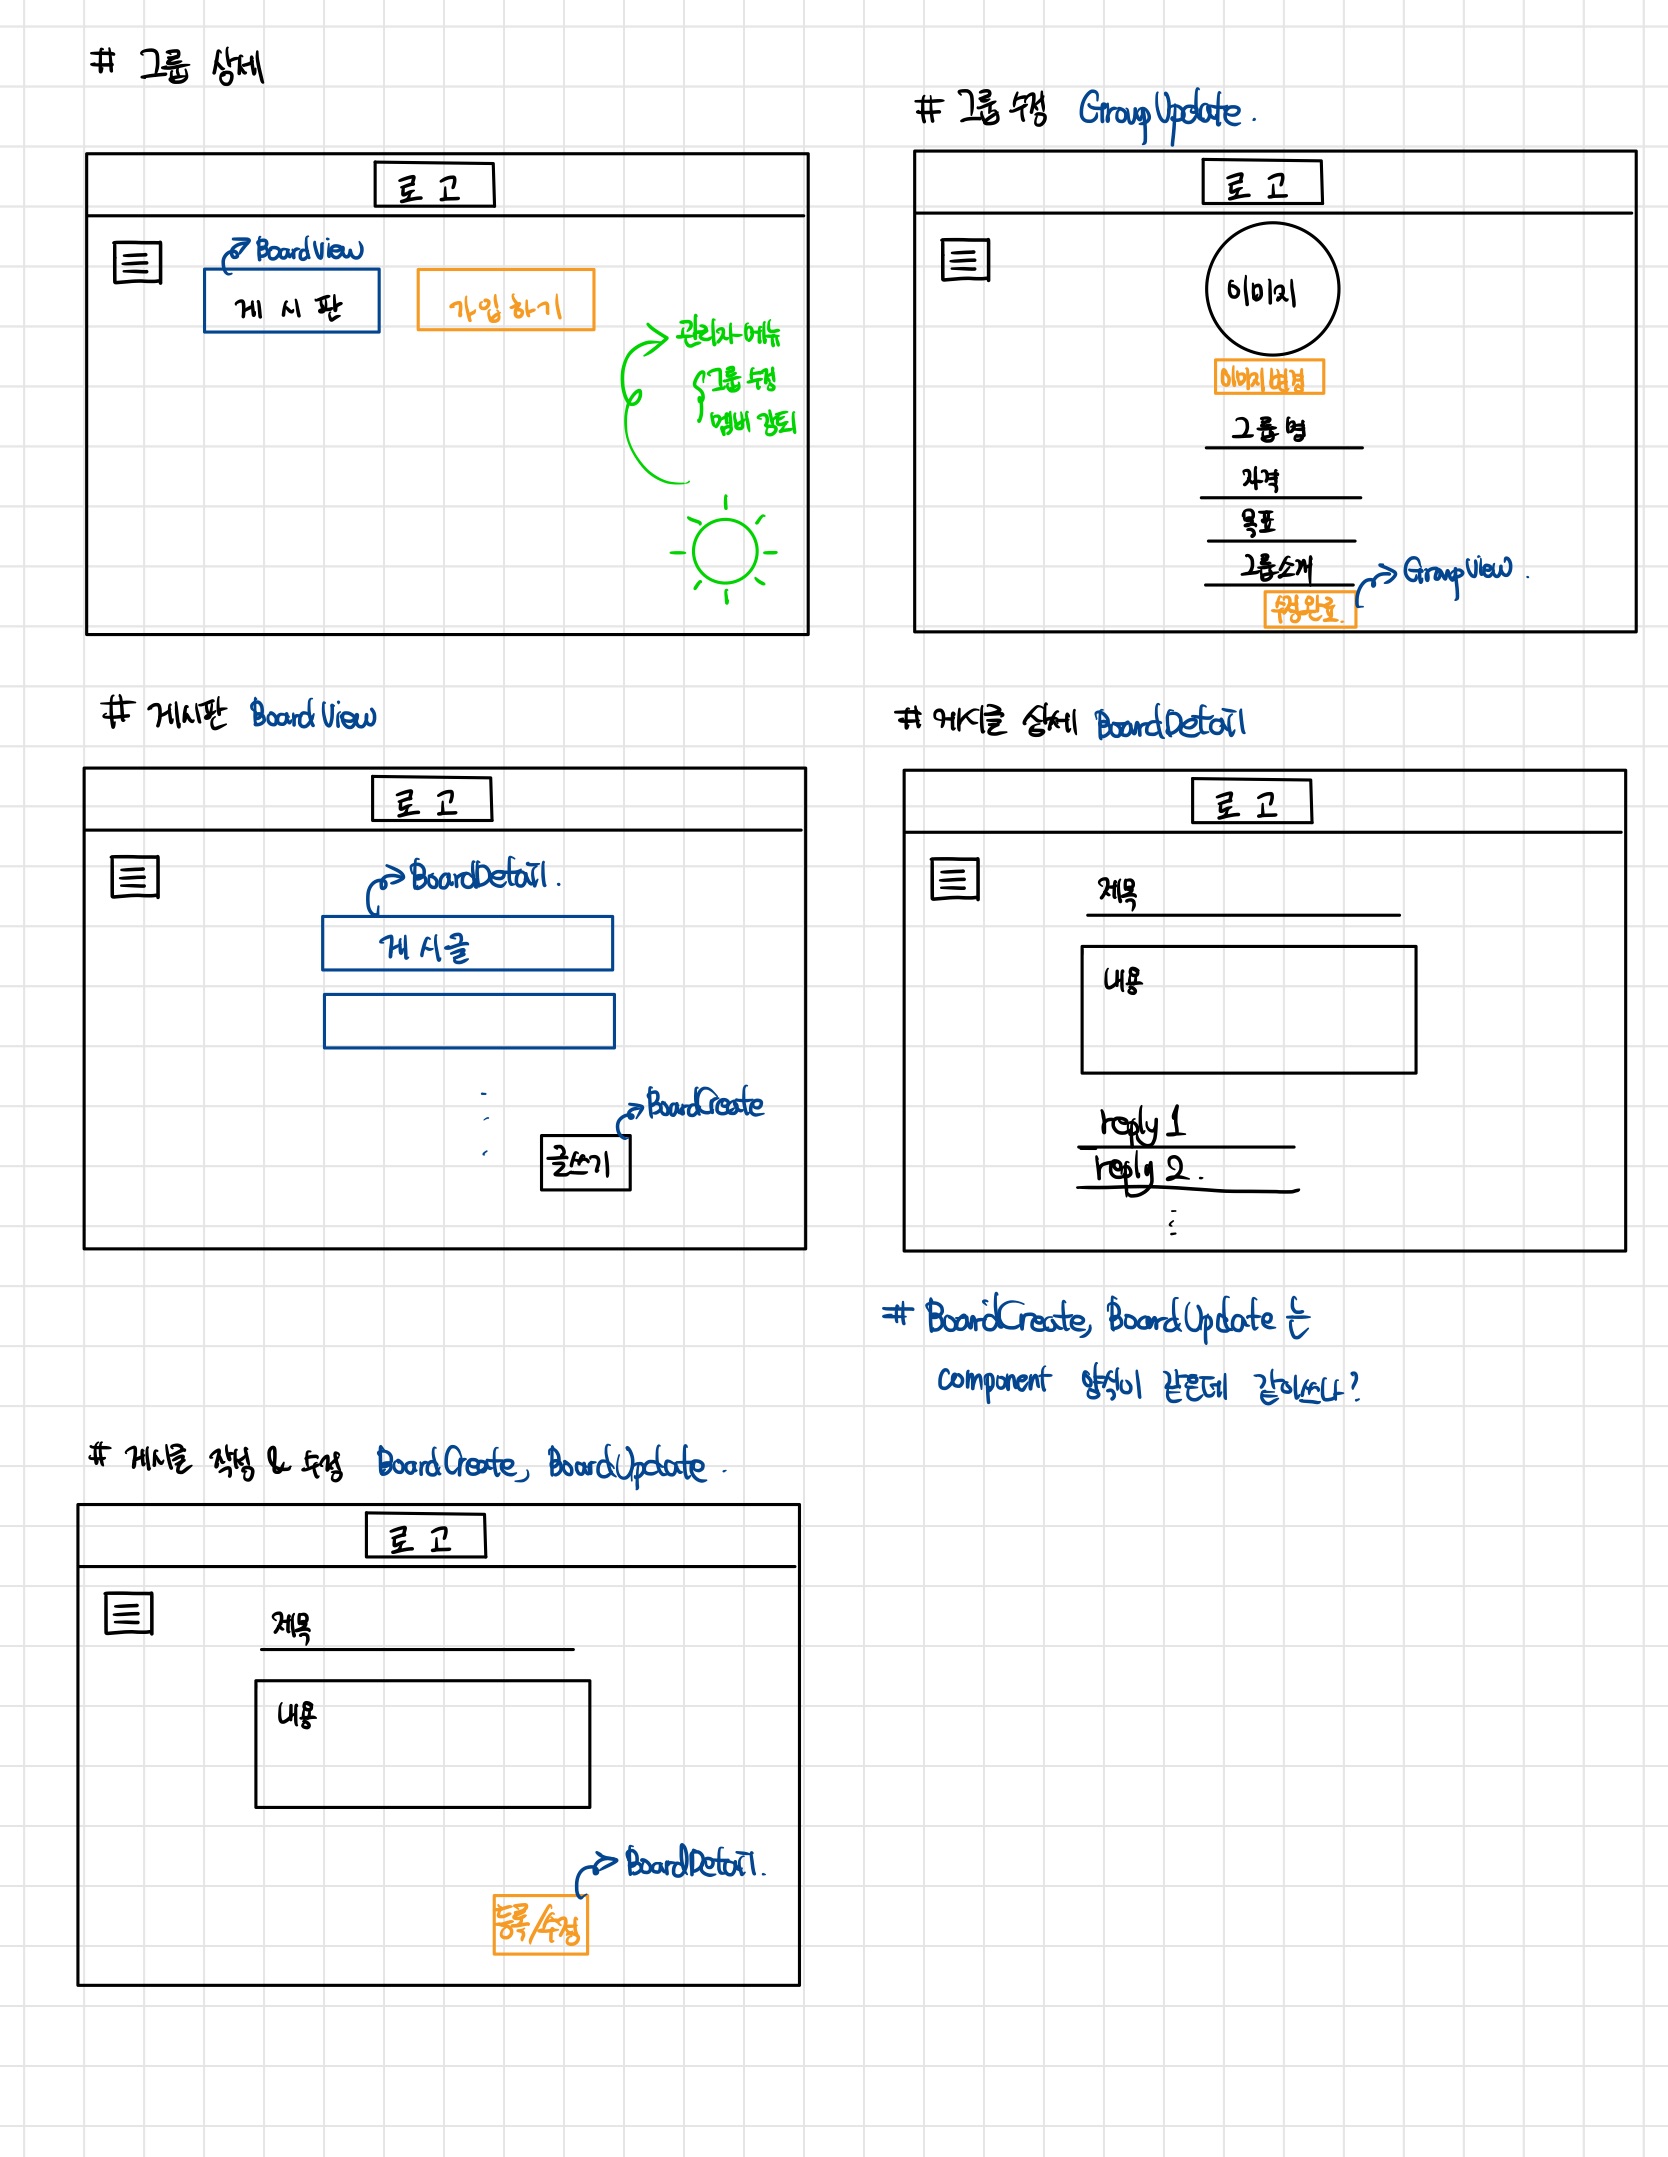 # 그룹 상세
로고
BoardView
게시판
가입하기
관리자메뉴
그룹 수정
멤버 강퇴
# 그룹 수정 GroupUpdate.
로고
이미지
이미지 변경
그룹 명
자격
목표
그룹소개
GroupView.
수정완료.
# 게시판 BoardView
로고
BoardDetail.
게시글
BoardCreate
글쓰기
# 게시글 상세 BoardDetail
로고
제목
내용
reply 1
reply 2.
# BoardCreate, BoardUpdate 는
component 양식이 같은데 같이쓰나?
# 게시글 작성 & 수정 BoardCreate, BoardUpdate.
로고
제목
내용
BoardDetail.
등록/수정